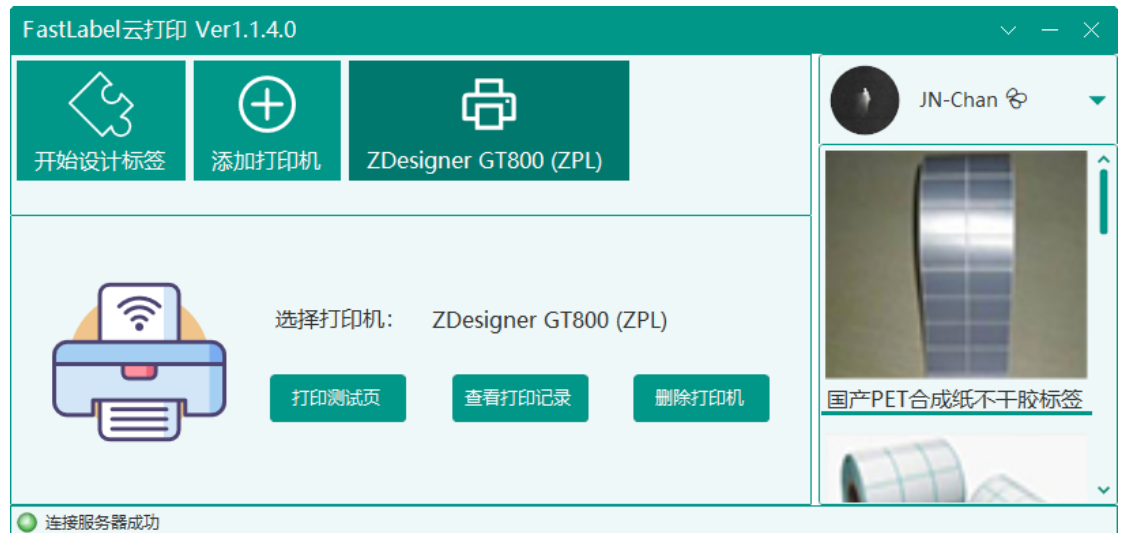 FastLabel云打印 Ver1.1.4.0
开始设计标签
添加打印机
ZDesigner GT800 (ZPL)
JN-Chan
选择打印机： ZDesigner GT800 (ZPL)
打印测试页
查看打印记录
删除打印机
国产PET合成纸不干胶标签
连接服务器成功